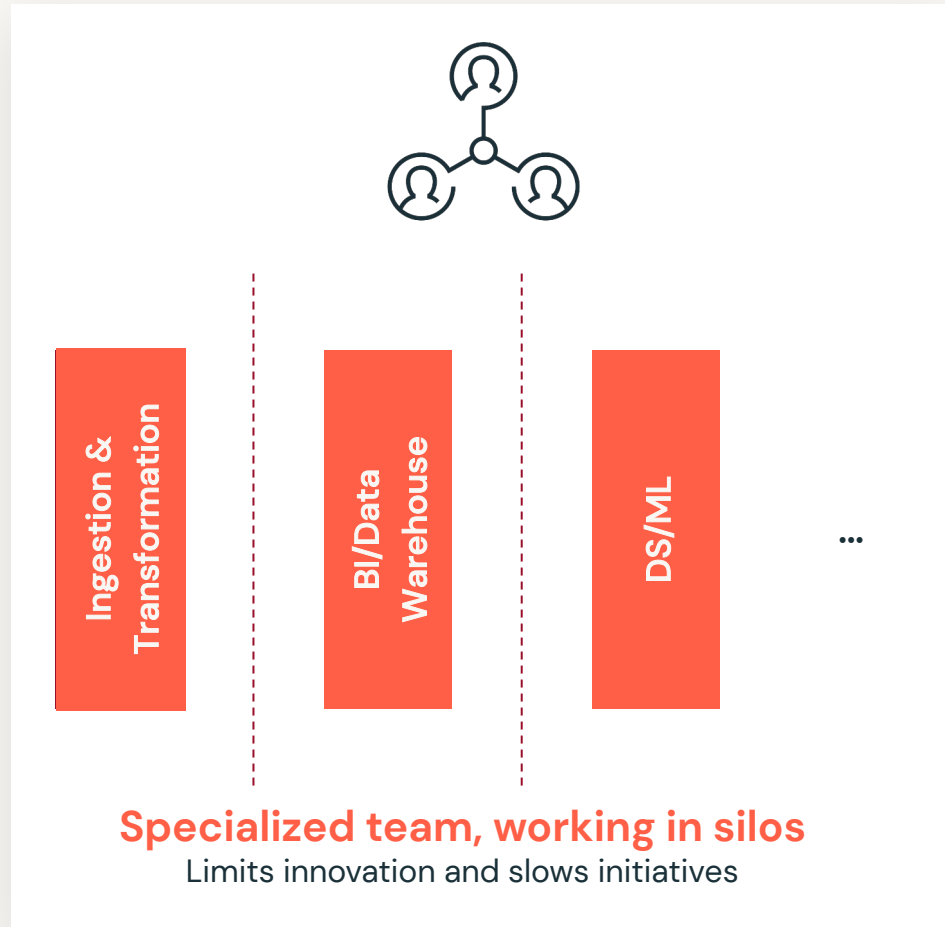 Ingestion &
Transformation
BI/Data
Warehouse
DS/ML
...
Specialized team, working in silos
Limits innovation and slows initiatives